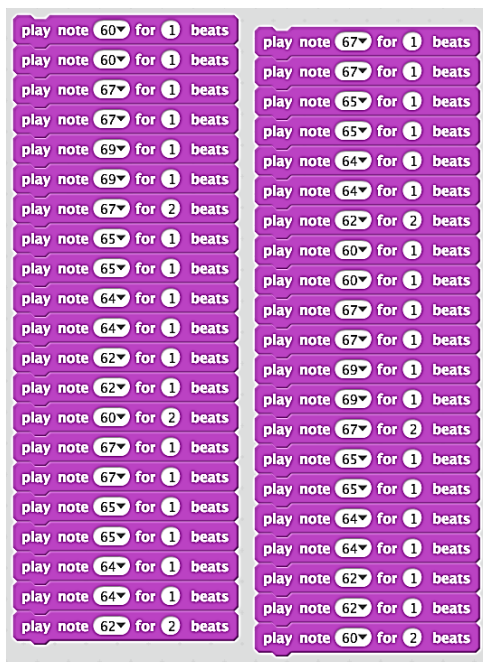 play note 60 for 1 beats
play note 60 for 1 beats
play note 67 for 1 beats
play note 67 for 1 beats
play note 69 for 1 beats
play note 69 for 1 beats
play note 67 for 2 beats
play note 65 for 1 beats
play note 65 for 1 beats
play note 64 for 1 beats
play note 64 for 1 beats
play note 62 for 1 beats
play note 62 for 1 beats
play note 60 for 2 beats
play note 67 for 1 beats
play note 67 for 1 beats
play note 65 for 1 beats
play note 65 for 1 beats
play note 64 for 1 beats
play note 64 for 1 beats
play note 62 for 2 beats
play note 67 for 1 beats
play note 67 for 1 beats
play note 65 for 1 beats
play note 65 for 1 beats
play note 64 for 1 beats
play note 64 for 1 beats
play note 62 for 2 beats
play note 60 for 1 beats
play note 60 for 1 beats
play note 67 for 1 beats
play note 67 for 1 beats
play note 69 for 1 beats
play note 69 for 1 beats
play note 67 for 2 beats
play note 65 for 1 beats
play note 65 for 1 beats
play note 64 for 1 beats
play note 64 for 1 beats
play note 62 for 1 beats
play note 62 for 1 beats
play note 60 for 2 beats